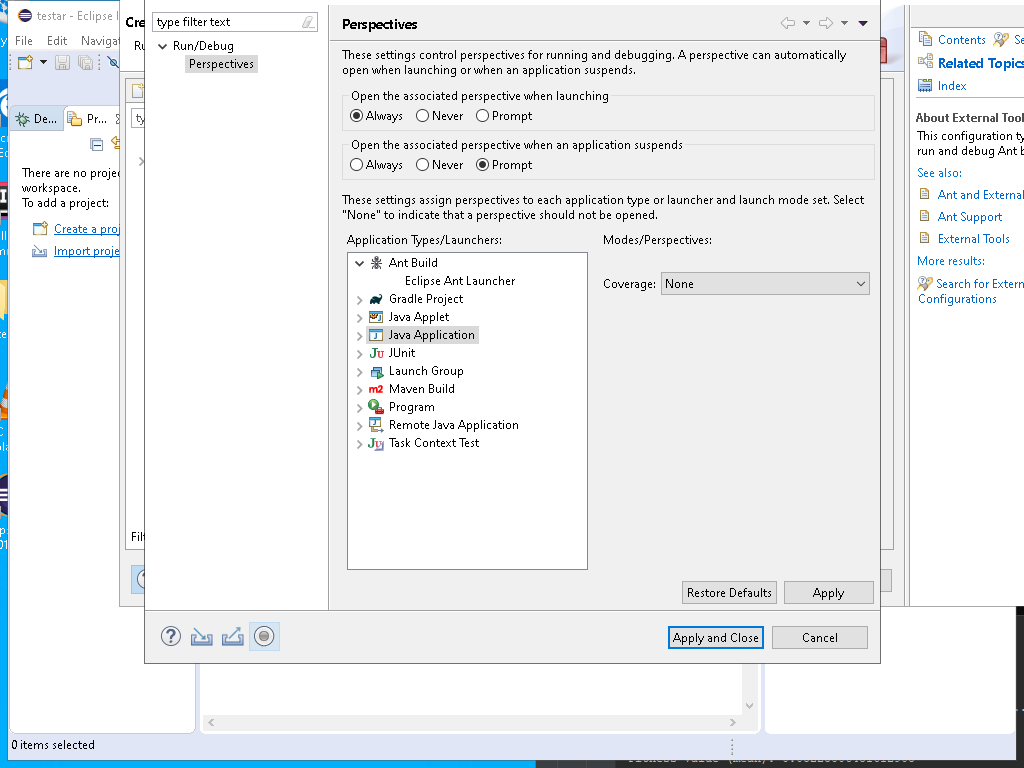 testar - Eclipse I
File Edit Navigat
De...
Pr...
There are no proje
workspace.
To add a project:
Create a proj
Import proje
0 items selected
Cre
Ru
ty
Filt
type filter text
Run/Debug
Perspectives
Perspectives
These settings control perspectives for running and debugging. A perspective can automatically
open when launching or when an application suspends.
Open the associated perspective when launching
Always Never Prompt
Open the associated perspective when an application suspends
Always Never Prompt
These settings assign perspectives to each application type or launcher and launch mode set. Select
"None" to indicate that a perspective should not be opened.
Application Types/Launchers:
Modes/Perspectives:
Ant Build
Eclipse Ant Launcher
Gradle Project
Java Applet
Java Application
JUnit
Launch Group
Maven Build
Program
Remote Java Application
Task Context Test
Coverage: None
Restore Defaults
Apply
Apply and Close
Cancel
Contents
Se
Related Topics
Index
About External Tool
This configuration ty
run and debug Ant b
See also:
Ant and External
Ant Support
External Tools
More results:
Search for Extern
Configurations